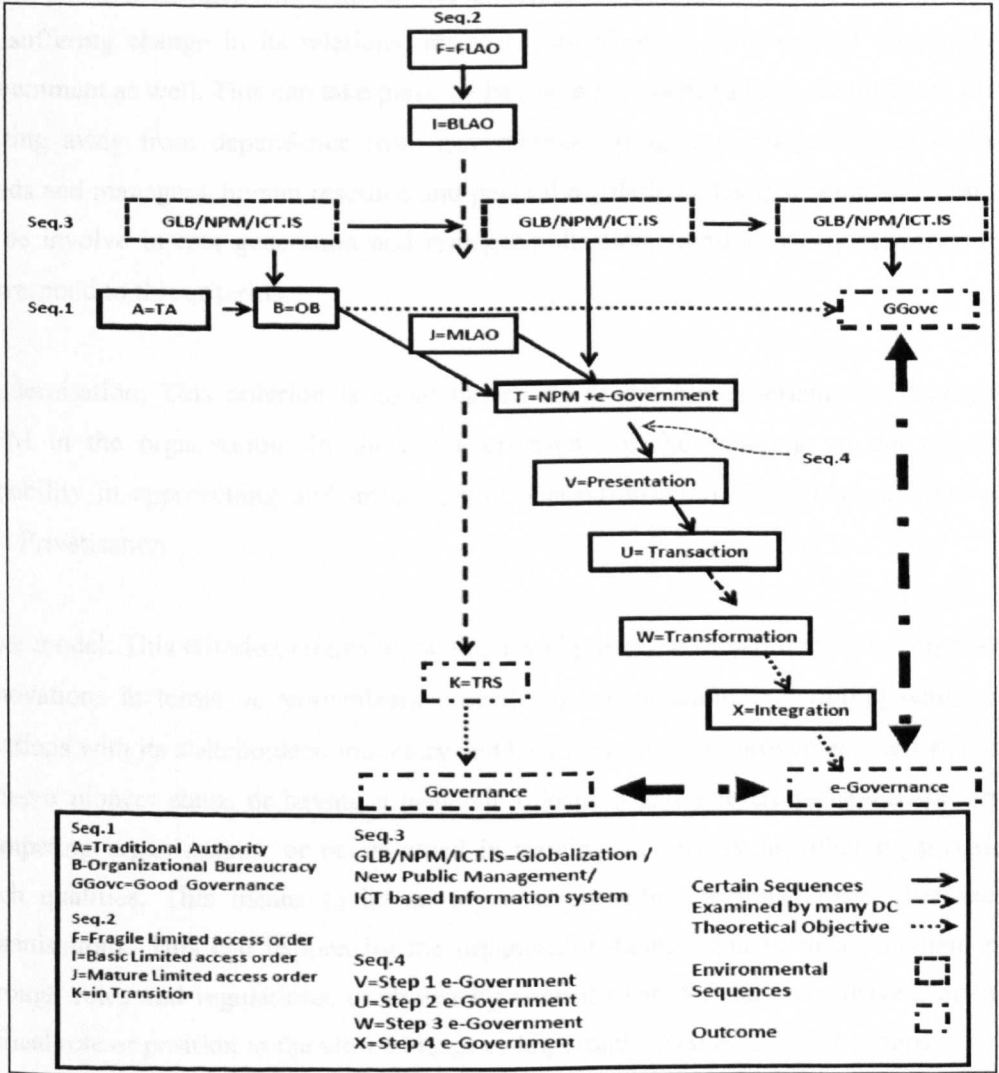 Seq.2
F=FLAO
I=BLAO
Seq.3 GLB/NPM/ICT.IS GLB/NPM/ICT.IS GLB/NPM/ICT.IS
Seq.1 A=TA B=OB GGovc
J=MLAO
T =NPM +e-Government
Seq.4
V=Presentation
U= Transaction
W=Transformation
K=TRS
X=Integration
Governance e-Governance
Seq.1
A=Traditional Authority
B-Organizational Bureaucracy
GGovc=Good Governance
Seq.2
F=Fragile Limited access order
I=Basic Limited access order
J=Mature Limited access order
K=in Transition
Seq.3
GLB/NPM/ICT.IS=Globalization /
New Public Management/
ICT based Information system
Seq.4
V=Step 1 e-Government
U=Step 2 e-Government
W=Step 3 e-Government
X=Step 4 e-Government
Certain Sequences
Examined by many DC
Theoretical Objective
Environmental
Sequences
Outcome